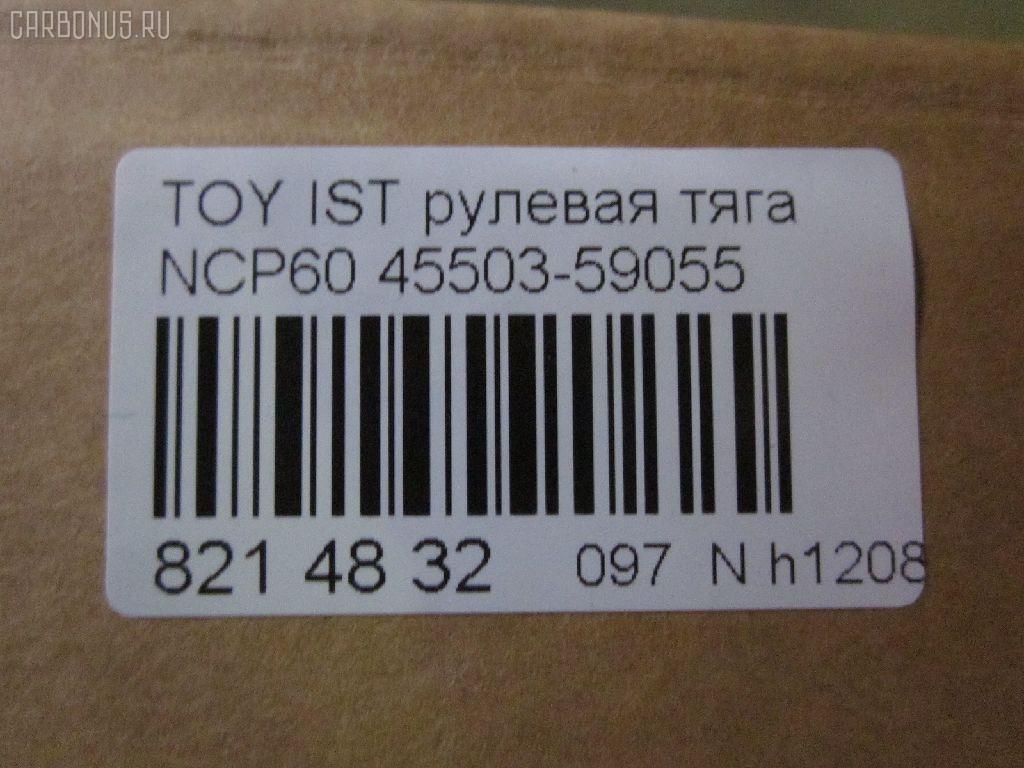 CARBONUS.RU
TOY IST рулевая тяга
NCP60 45503-59055
821 48 32 097 N h1208